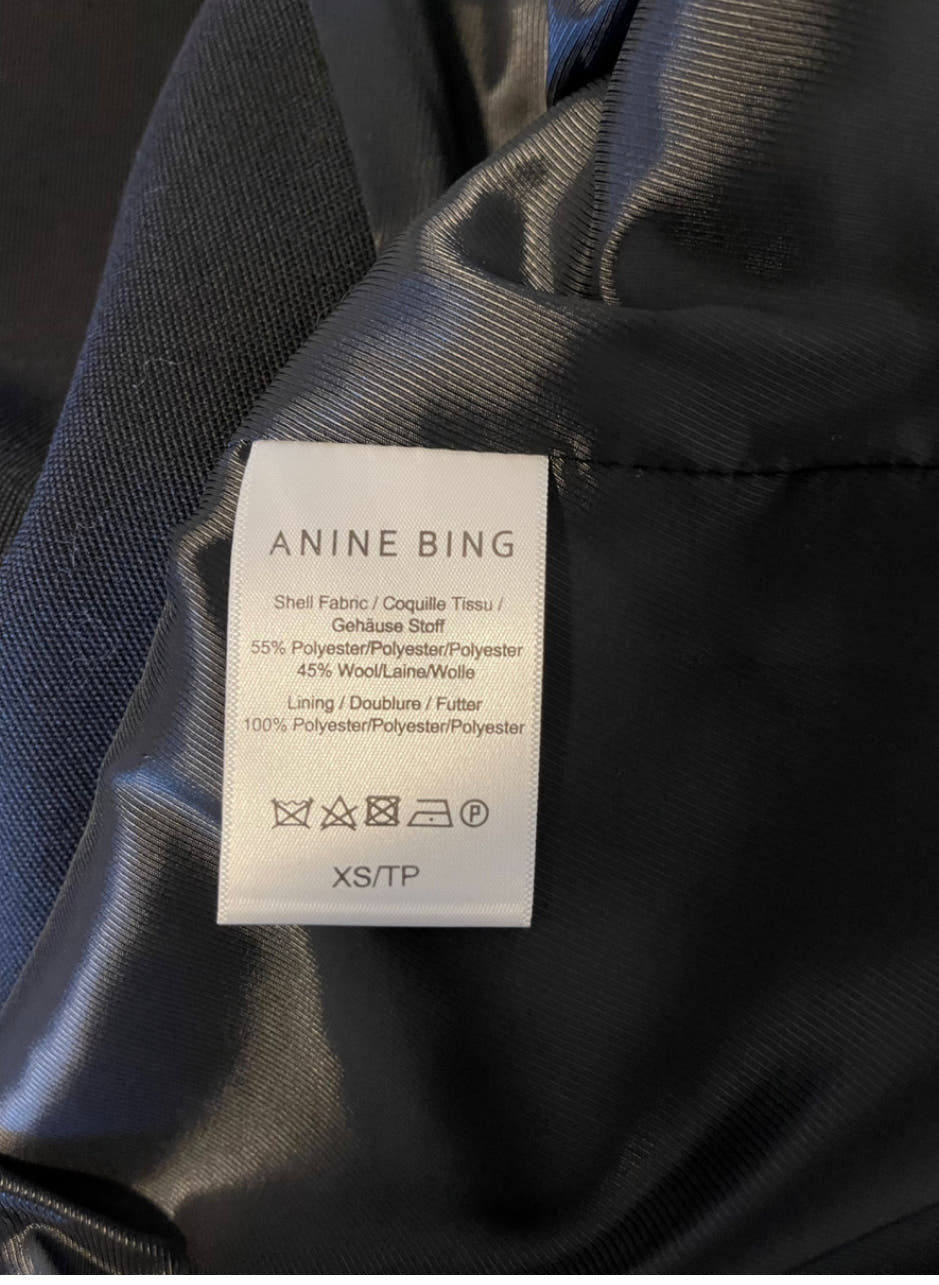 ANINE BING
Shell Fabric / Coquille Tissu /
Gehäuse Stoff
55% Polyester/Polyester/Polyester
45% Wool/Laine/Wolle
Lining / Doublure / Futter
100% Polyester/Polyester/Polyester
P
XS/TP